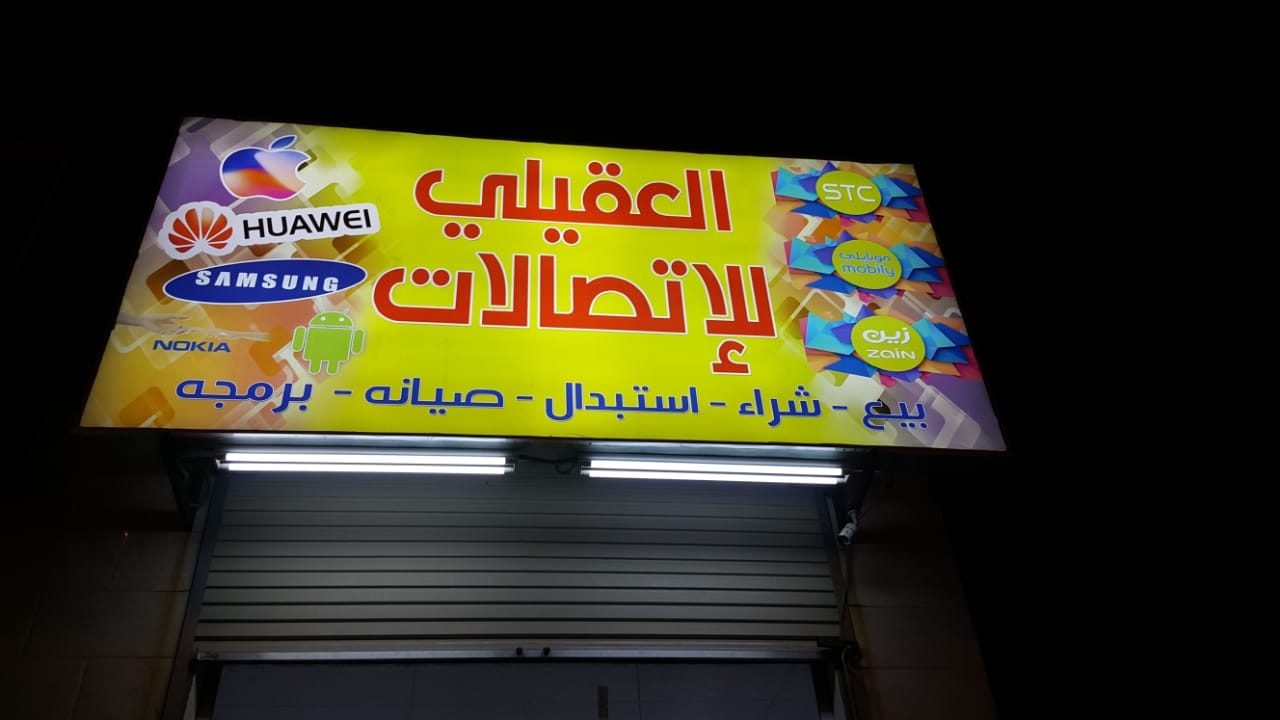 العقيلي
للإتصالات
بيع - شراء - استبدال - صيانه - برمجه
HUAWEI
SAMSUNG
NOKIA
STC
موبايلي
mobily
زين
zain